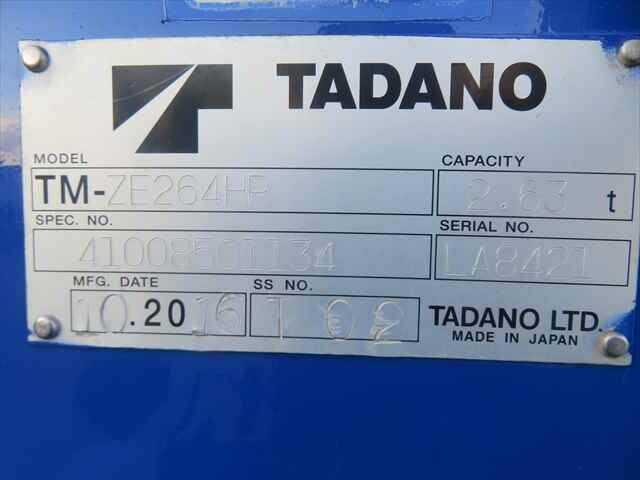 TADANO
MODEL CAPACITY
TM-ZE264HP 2.63 t
SPEC. NO. SERIAL NO.
41008501134 LA8421
MFG. DATE SS NO.
10.2016 TADANO LTD.
MADE IN JAPAN